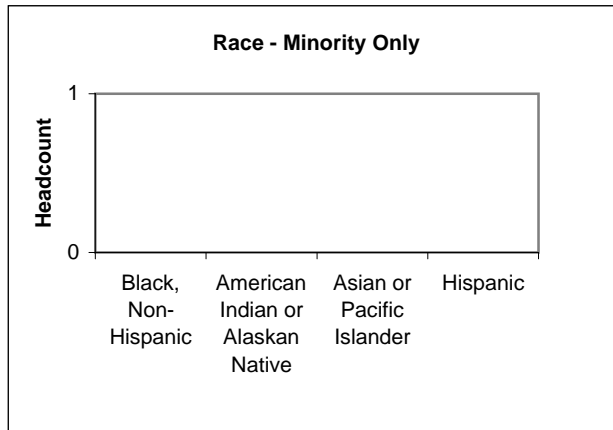 Race - Minority Only
1
Headcount
0
Black,
Non-
Hispanic
American
Indian or
Alaskan
Native
Asian or
Pacific
Islander
Hispanic